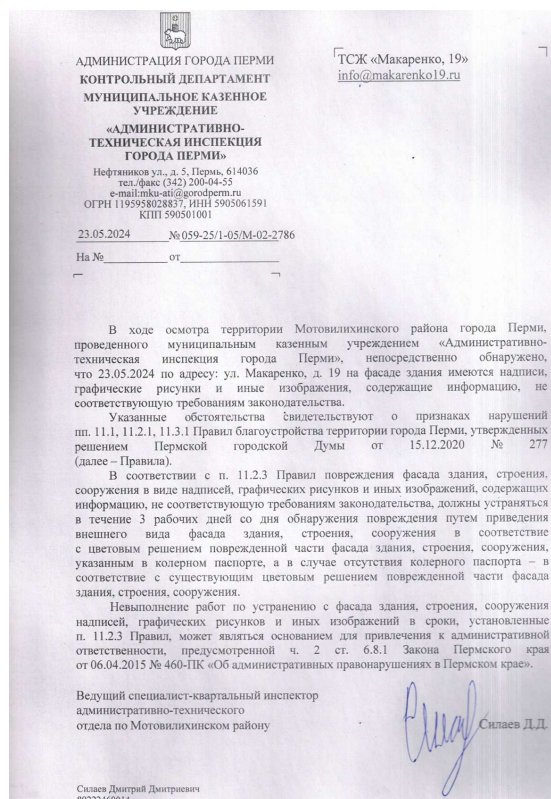 АДМИНИСТРАЦИЯ ГОРОДА ПЕРМИ
КОНТРОЛЬНЫЙ ДЕПАРТАМЕНТ
МУНИЦИПАЛЬНОЕ КАЗЕННОЕ
УЧРЕЖДЕНИЕ
«АДМИНИСТРАТИВНО-
ТЕХНИЧЕСКАЯ ИНСПЕКЦИЯ
ГОРОДА ПЕРМИ»
Нефтяников ул., д. 5, Пермь, 614036
тел./факс (342) 200-04-55
e-mail:mku-ati@gorodperm.ru
ОГРН 1195958028837, ИНН 5905061591
КПП 590501001
23.05.2024 № 059-25/1-05/М-02-2786
На № от
ТСЖ «Макаренко, 19»
info@makarenko19.ru
В ходе осмотра территории Мотовилихинского района города Перми,
проведенного муниципальным казенным учреждением «Административно-
техническая инспекция города Перми», непосредственно обнаружено,
что 23.05.2024 по адресу: ул. Макаренко, д. 19 на фасаде здания имеются надписи,
графические рисунки и иные изображения, содержащие информацию, не
соответствующую требованиям законодательства.
Указанные обстоятельства свидетельствуют о признаках нарушений
пп. 11.1, 11.2.1, 11.3.1 Правил благоустройства территории города Перми, утвержденных
решением Пермской городской Думы от 15.12.2020 № 277
(далее – Правила).
В соответствии с п. 11.2.3 Правил повреждения фасада здания, строения,
сооружения в виде надписей, графических рисунков и иных изображений, содержащих
информацию, не соответствующую требованиям законодательства, должны устраняться
в течение 3 рабочих дней со дня обнаружения повреждения путем приведения
внешнего вида фасада здания, строения, сооружения в соответствие
с цветовым решением поврежденной части фасада здания, строения, сооружения,
указанным в колерном паспорте, а в случае отсутствия колерного паспорта – в
соответствие с существующим цветовым решением поврежденной части фасада
здания, строения, сооружения.
Невыполнение работ по устранению с фасада здания, строения, сооружения
надписей, графических рисунков и иных изображений в сроки, установленные
п. 11.2.3 Правил, может являться основанием для привлечения к административной
ответственности, предусмотренной ч. 2 ст. 6.8.1 Закона Пермского края
от 06.04.2015 № 460-ПК «Об административных правонарушениях в Пермском крае».
Ведущий специалист-квартальный инспектор
административно-технического
отдела по Мотовилихинскому району
Силаев Д.Д.
Силаев Дмитрий Дмитриевич